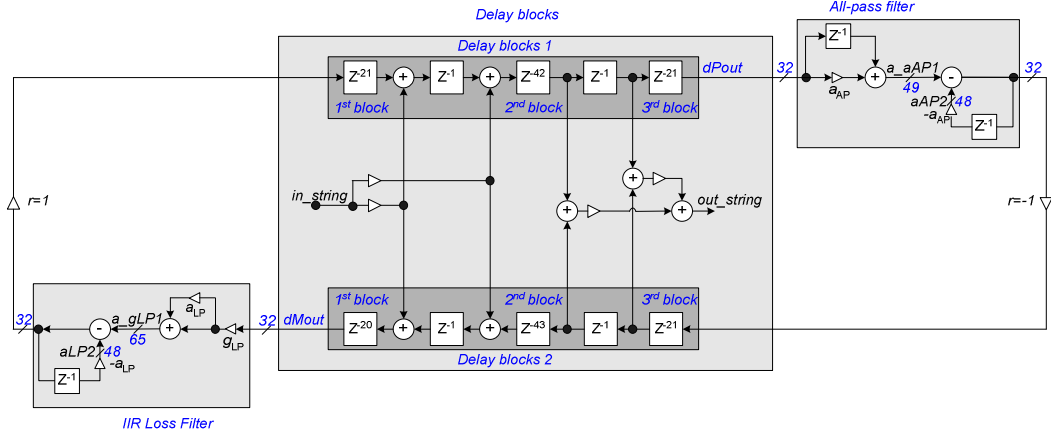 Delay blocks
All-pass filter
Delay blocks 1
Z-21
+
Z-1
+
Z-42
Z-1
Z-21
1st block
2nd block
3rd block
dPout
32
Z-1
aAP
+
a_aAP1
49
-
aAP2
48
-aAP
Z-1
32
in_string
+
+
+
out_string
r=1
r=-1
1st block
2nd block
3rd block
Z-20
+
Z-1
+
Z-43
Z-1
Z-21
Delay blocks 2
dMout
32
gLP
aLP
+
a_gLP1
65
-
aLP2
48
-aLP
Z-1
32
IIR Loss Filter